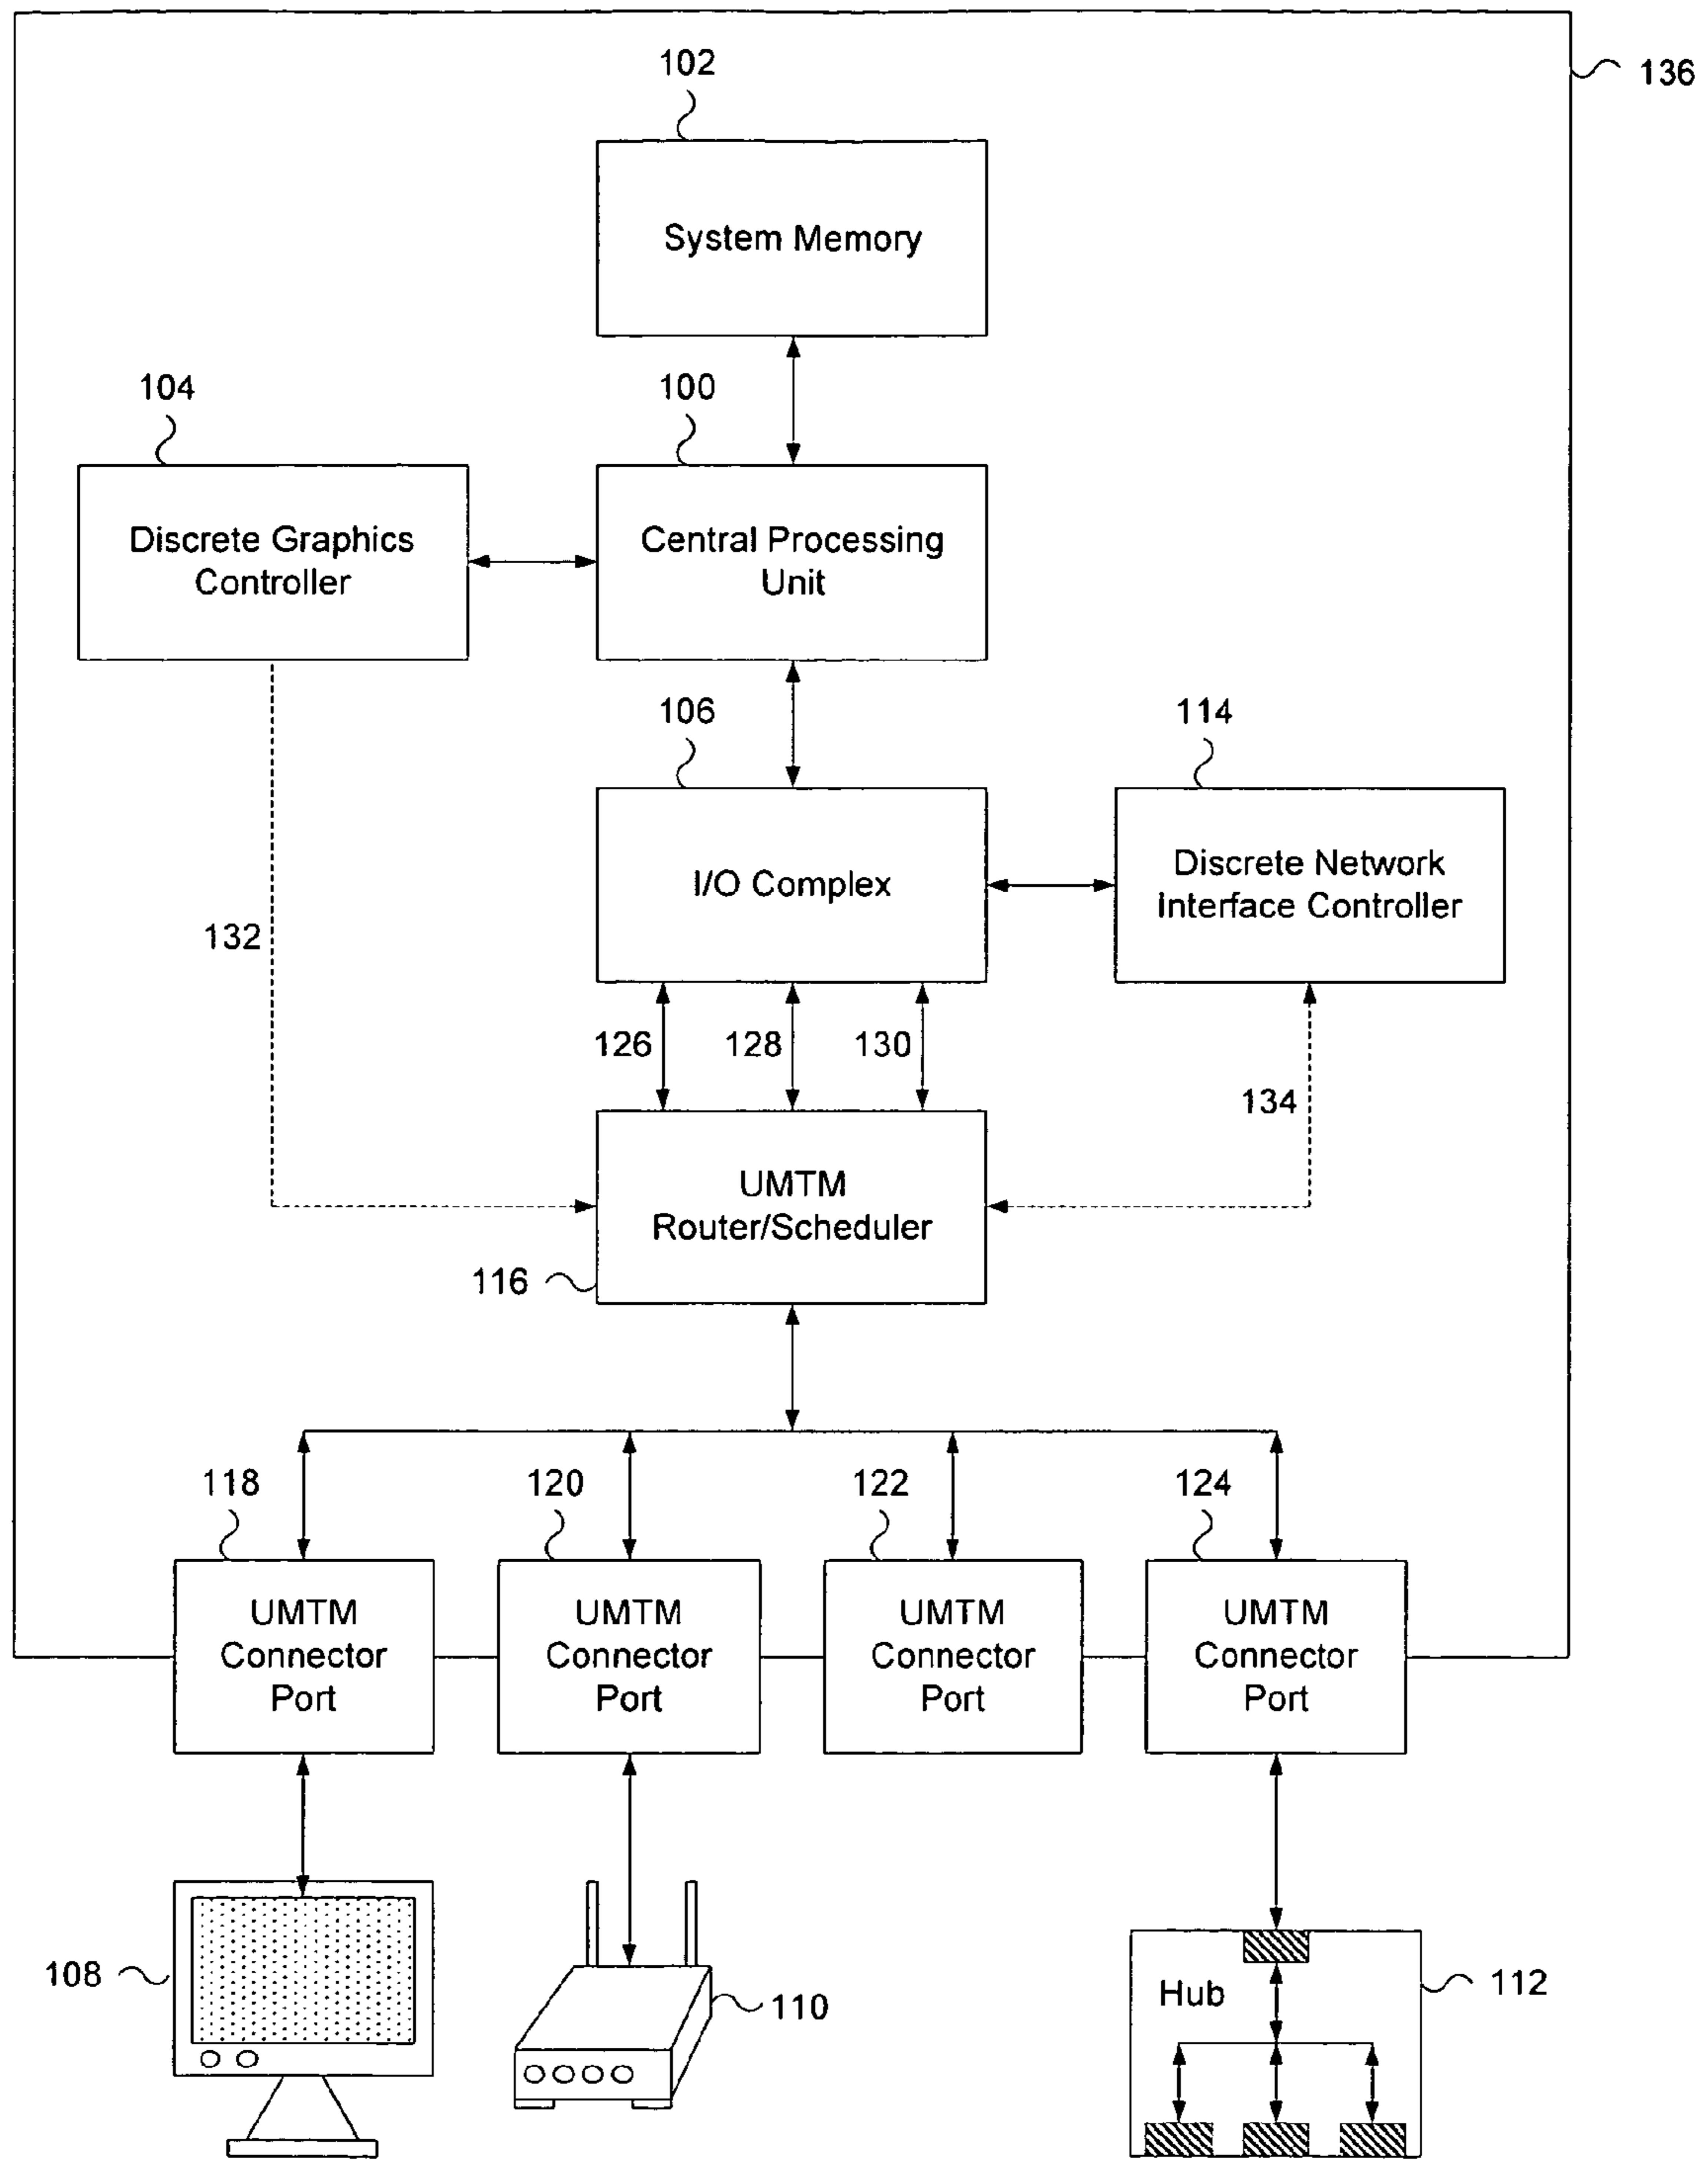 136
102
System Memory
104
100
Discrete Graphics
Controller
Central Processing
Unit
106
114
I/O Complex
Discrete Network
Interface Controller
132
126
128
130
134
UMTM
Router/Scheduler
116
118
120
122
124
UMTM
Connector
Port
UMTM
Connector
Port
UMTM
Connector
Port
UMTM
Connector
Port
108
110
Hub
112